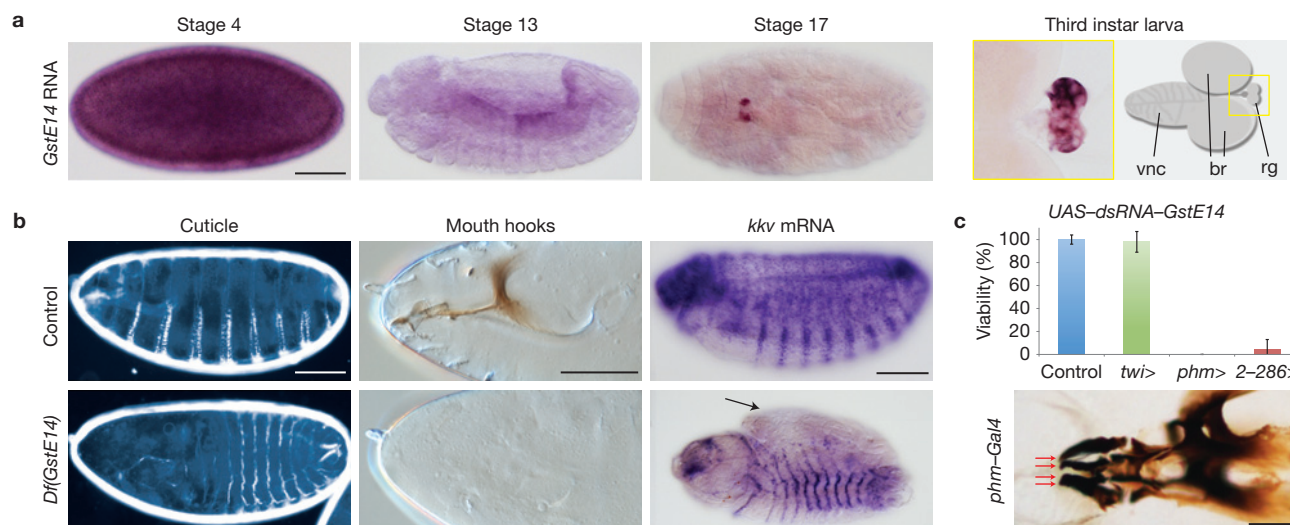 a
Stage 4
Stage 13
Stage 17
Third instar larva
GstE14 RNA
vnc
br
rg
b
Cuticle
Mouth hooks
kkv mRNA
Control
Df(GstE14)
c
UAS–dsRNA–GstE14
Viability (%)
100
80
60
40
20
0
Control
twi>
phm>
2–286>
phm–Gal4